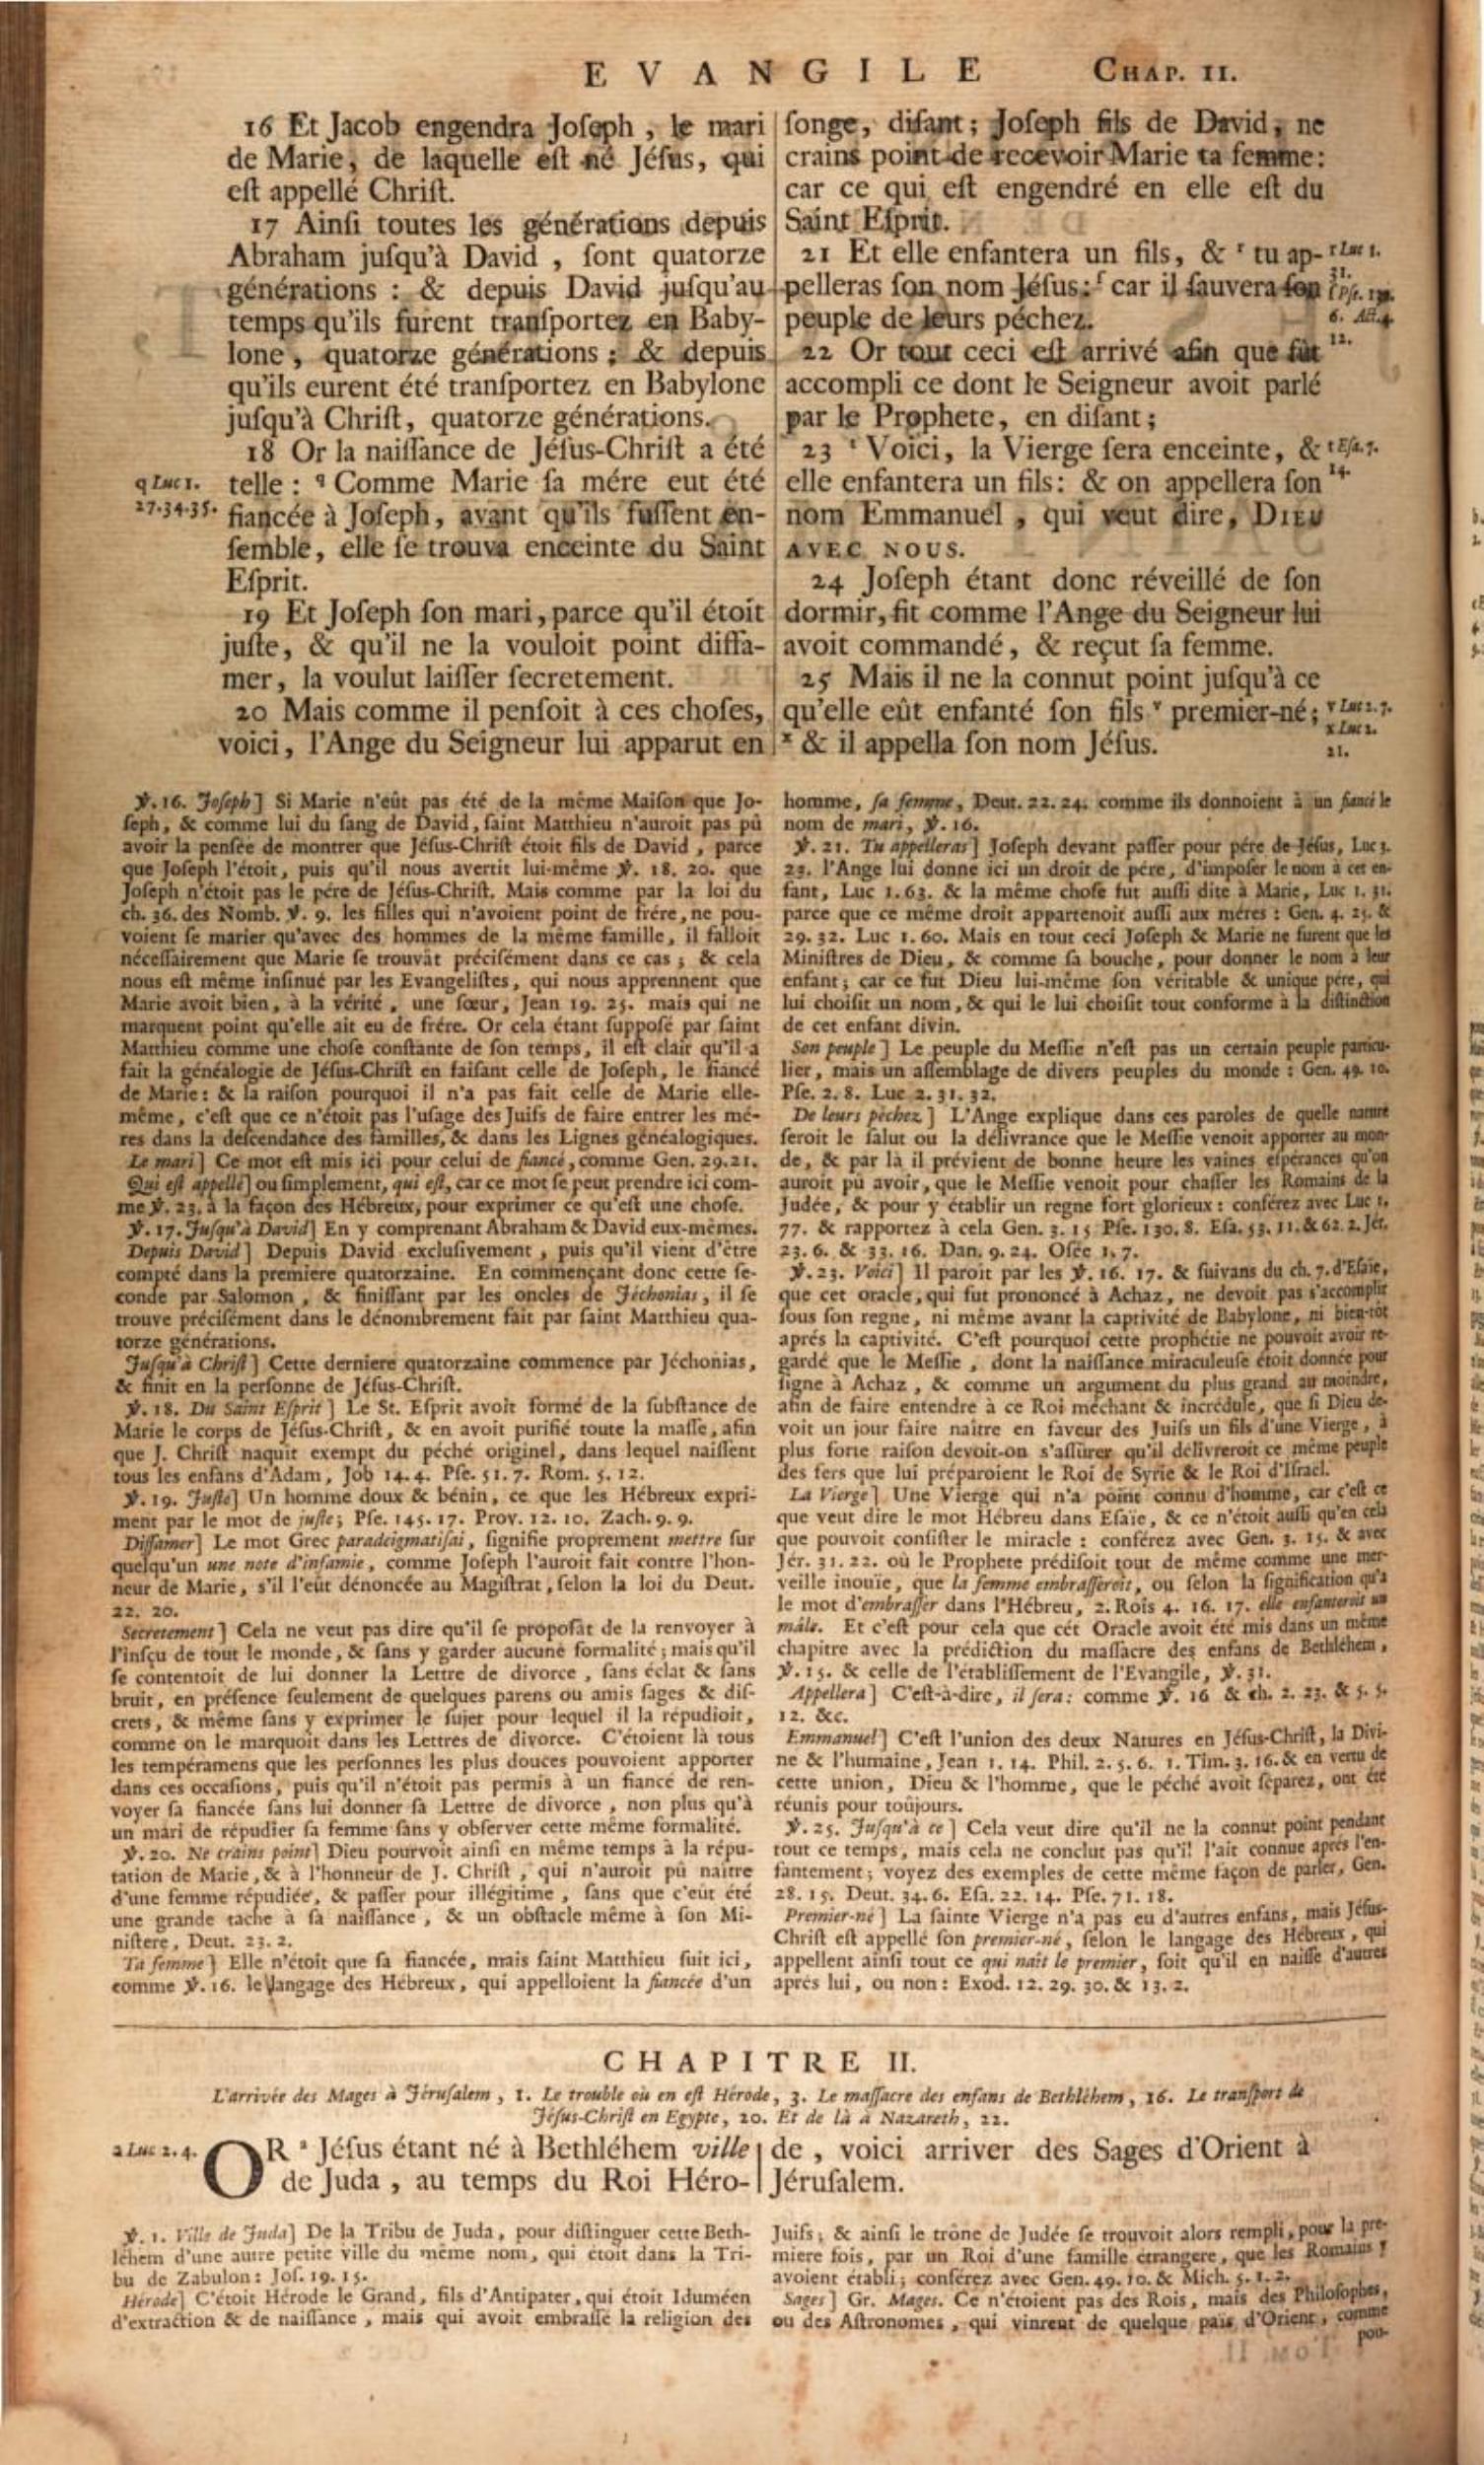 EVANGILE CHAP. II.
16 Et Jacob engendra Joſeph, le mari
de Marie, de laquelle eſt né Jéſus, qui
eſt appellé Chriſt.
17 Ainſi toutes les générations depuis
Abraham juſqu'à David, ſont quatorze
générations : & depuis David juſqu'au
temps qu'ils furent tranſportez en Baby-
lone, quatorze générations ; & depuis
qu'ils eurent été tranſportez en Babylone
juſqu'à Chriſt, quatorze générations.
18 Or la naiſſance de Jéſus-Chriſt a été
q Luc 1. telle : q Comme Marie ſa mére eut été
27.34.35. fiancée à Joſeph, avant qu'ils fuſſent en-
ſemble, elle ſe trouva enceinte du Saint
Eſprit.
19 Et Joſeph ſon mari, parce qu'il étoit
juſte, & qu'il ne la vouloit point diffa-
mer, la voulut laiſſer ſecretement.
20 Mais comme il penſoit à ces choſes,
voici, l'Ange du Seigneur lui apparut en
ſonge, diſant ; Joſeph fils de David, ne
crains point de recevoir Marie ta femme :
car ce qui eſt engendré en elle eſt du
Saint Eſprit.
21 Et elle enfantera un fils, & r tu ap- r Luc 1.
31.
pelleras ſon nom Jéſus : ſ car il ſauvera ſon ſ Pſe. 130.
peuple de leurs péchez. 6. Act. 4.
22 Or tout ceci eſt arrivé afin que fût 12.
accompli ce dont le Seigneur avoit parlé
par le Prophete, en diſant ;
23 t Voici, la Vierge ſera enceinte, & t Eſa. 7.
elle enfantera un fils : & on appellera ſon 14.
nom Emmanuel, qui veut dire, DIEU
AVEC NOUS.
24 Joſeph étant donc réveillé de ſon
dormir, fit comme l'Ange du Seigneur lui
avoit commandé, & reçut ſa femme.
25 Mais il ne la connut point juſqu'à ce
qu'elle eût enfanté ſon fils v premier-né ; v Luc 2. 7.
x & il appella ſon nom Jéſus. x Luc 2.
21.
℣. 16. Joſeph] Si Marie n'eût pas été de la même Maiſon que Jo-
ſeph, & comme lui du ſang de David, ſaint Matthieu n'auroit pas pû
avoir la penſée de montrer que Jéſus-Chriſt étoit fils de David, parce
que Joſeph l'étoit, puis qu'il nous avertit lui-même ℣. 18. 20. que
Joſeph n'étoit pas le pére de Jéſus-Chriſt. Mais comme par la loi du
ch. 36. des Nomb. ℣. 9. les filles qui n'avoient point de frére, ne pou-
voient ſe marier qu'avec des hommes de la même famille, il falloit
néceſſairement que Marie ſe trouvât préciſément dans ce cas ; & cela
nous eſt même inſinué par les Evangeliſtes, qui nous apprennent que
Marie avoit bien, à la vérité, une ſœur, Jean 19. 25. mais qui ne
marquent point qu'elle ait eu de frére. Or cela étant ſuppoſé par ſaint
Matthieu comme une choſe conſtante de ſon temps, il eſt clair qu'il a
fait la généalogie de Jéſus-Chriſt en faiſant celle de Joſeph, le fiancé
de Marie : & la raiſon pourquoi il n'a pas fait celle de Marie elle-
même, c'eſt que ce n'étoit pas l'uſage des Juifs de faire entrer les mé-
res dans la deſcendance des familles, & dans les Lignes généalogiques.
Le mari] Ce mot eſt mis ici pour celui de fiancé, comme Gen. 29. 21.
Qui eſt appellé] ou ſimplement, qui eſt, car ce mot ſe peut prendre ici com-
me ℣. 23. à la façon des Hébreux, pour exprimer ce qu'eſt une choſe.
℣. 17. Juſqu'à David] En y comprenant Abraham & David eux-mêmes.
Depuis David] Depuis David excluſivement, puis qu'il vient d'être
compté dans la premiere quatorzaine. En commençant donc cette ſe-
conde par Salomon, & finiſſant par les oncles de Jéchonias, il ſe
trouve préciſément dans le dénombrement fait par ſaint Matthieu qua-
torze générations.
Juſqu'à Chriſt] Cette derniere quatorzaine commence par Jéchonias,
& finit en la perſonne de Jéſus-Chriſt.
℣. 18. Du Saint Eſprit] Le St. Eſprit avoit formé de la ſubſtance de
Marie le corps de Jéſus-Chriſt, & en avoit purifié toute la maſſe, afin
que J. Chriſt naquit exempt du péché originel, dans lequel naiſſent
tous les enfans d'Adam, Job 14. 4. Pſe. 51. 7. Rom. 5. 12.
℣. 19. Juſte] Un homme doux & bénin, ce que les Hébreux expri-
ment par le mot de juſte ; Pſe. 145. 17. Prov. 12. 10. Zach. 9. 9.
Diffamer] Le mot Grec paradeigmatiſai, ſignifie proprement mettre ſur
quelqu'un une note d'infamie, comme Joſeph l'auroit fait contre l'hon-
neur de Marie, s'il l'eût dénoncée au Magiſtrat, ſelon la loi du Deut.
22. 20.
Secretement] Cela ne veut pas dire qu'il ſe propoſât de la renvoyer à
l'inſçu de tout le monde, & ſans y garder aucune formalité ; mais qu'il
ſe contentoit de lui donner la Lettre de divorce, ſans éclat & ſans
bruit, en préſence ſeulement de quelques parens ou amis ſages & diſ-
crets, & même ſans y exprimer le ſujet pour lequel il la répudioit,
comme on le marquoit dans les Lettres de divorce. C'étoient là tous
les tempéramens que les perſonnes les plus douces pouvoient apporter
dans ces occaſions, puis qu'il n'étoit pas permis à un fiancé de ren-
voyer ſa fiancée ſans lui donner ſa Lettre de divorce, non plus qu'à
un mari de répudier ſa femme ſans y obſerver cette même formalité.
℣. 20. Ne crains point] Dieu pourvoit ainſi en même temps à la répu-
tation de Marie, & à l'honneur de J. Chriſt, qui n'auroit pû naître
d'une femme répudiée, & paſſer pour illégitime, ſans que c'eût été
une grande tache à ſa naiſſance, & un obſtacle même à ſon Mi-
niſtere, Deut. 23. 2.
Ta femme] Elle n'étoit que ſa fiancée, mais ſaint Matthieu ſuit ici,
comme ℣. 16. le langage des Hébreux, qui appelloient la fiancée d'un
homme, ſa femme, Deut. 22. 24. comme ils donnoient à un fiancé le
nom de mari, ℣. 16.
℣. 21. Tu appelleras] Joſeph devant paſſer pour pére de Jéſus, Luc 3.
23. l'Ange lui donne ici un droit de pére, d'impoſer le nom à cet en-
fant, Luc 1. 63. & la même choſe fut auſſi dite à Marie, Luc 1. 31.
parce que ce même droit appartenoit auſſi aux méres : Gen. 4. 25. &
29. 32. Luc 1. 60. Mais en tout ceci Joſeph & Marie ne furent que les
Miniſtres de Dieu, & comme ſa bouche, pour donner le nom à leur
enfant ; car ce fut Dieu lui-même ſon véritable & unique pére, qui
lui choiſit un nom, & qui le lui choiſit tout conforme à la diſtinction
de cet enfant divin.
Son peuple] Le peuple du Meſſie n'eſt pas un certain peuple particu-
lier, mais un aſſemblage de divers peuples du monde : Gen. 49. 10.
Pſe. 2. 8. Luc 2. 31. 32.
De leurs péchez] L'Ange explique dans ces paroles de quelle nature
ſeroit le ſalut ou la délivrance que le Meſſie venoit apporter au mon-
de, & par là il prévient de bonne heure les vaines eſpérances qu'on
auroit pû avoir, que le Meſſie venoit pour chaſſer les Romains de la
Judée, & pour y établir un regne fort glorieux : conférez avec Luc 1.
77. & rapportez à cela Gen. 3. 15 Pſe. 130. 8. Eſa. 53. 11. & 62. 2. Jér.
23. 6. & 33. 16. Dan. 9. 24. Oſée 1. 7.
℣. 23. Voici] Il paroit par les ℣. 16. 17. & ſuivans du ch. 7. d'Eſaïe,
que cet oracle, qui fut prononcé à Achaz, ne devoit pas s'accomplir
ſous ſon regne, ni même avant la captivité de Babylone, ni bien-tôt
aprés la captivité. C'eſt pourquoi cette prophétie ne pouvoit avoir re-
gardé que le Meſſie, dont la naiſſance miraculeuſe étoit donnée pour
ſigne à Achaz, & comme un argument du plus grand au moindre,
afin de faire entendre à ce Roi méchant & incrédule, que ſi Dieu de-
voit un jour faire naître en faveur des Juifs un fils d'une Vierge, à
plus forte raiſon devoit-on s'aſſûrer qu'il délivreroit ce même peuple
des fers que lui préparoient le Roi de Syrie & le Roi d'Iſraël.
La Vierge] Une Vierge qui n'a point connu d'homme, car c'eſt ce
que veut dire le mot Hébreu dans Eſaïe, & ce n'étoit auſſi qu'en cela
que pouvoit conſiſter le miracle : conférez avec Gen. 3. 15. & avec
Jér. 31. 22. où le Prophete prédiſoit tout de même comme une mer-
veille inouïe, que la femme embraſſeroit, ou ſelon la ſignification qu'a
le mot d'embraſſer dans l'Hébreu, 2. Rois 4. 16. 17. elle enfanteroit un
mâle. Et c'eſt pour cela que cét Oracle avoit été mis dans un même
chapitre avec la prédiction du maſſacre des enfans de Bethléhem,
℣. 15. & celle de l'établiſſement de l'Evangile, ℣. 31.
Appellera] C'eſt-à-dire, il ſera : comme ℣. 16 & ch. 2. 23. & 5. 5.
12. &c.
Emmanuel] C'eſt l'union des deux Natures en Jéſus-Chriſt, la Divi-
ne & l'humaine, Jean 1. 14. Phil. 2. 5. 6. 1. Tim. 3. 16. & en vertu de
cette union, Dieu & l'homme, que le péché avoit ſéparez, ont été
réunis pour toûjours.
℣. 25. Juſqu'à ce] Cela veut dire qu'il ne la connut point pendant
tout ce temps, mais cela ne conclut pas qu'il l'ait connue aprés l'en-
fantement ; voyez des exemples de cette même façon de parler, Gen.
28. 15. Deut. 34. 6. Eſa. 22. 14. Pſe. 71. 18.
Premier-né] La ſainte Vierge n'a pas eu d'autres enfans, mais Jéſus-
Chriſt eſt appellé ſon premier-né, ſelon le langage des Hébreux, qui
appellent ainſi tout ce qui naît le premier, ſoit qu'il en naiſſe d'autres
aprés lui, ou non : Exod. 12. 29. 30. & 13. 2.
CHAPITRE II.
L'arrivée des Mages à Jéruſalem, 1. Le trouble où en eſt Hérode, 3. Le maſſacre des enfans de Bethléhem, 16. Le tranſport de
Jéſus-Chriſt en Egypte, 20. Et de là à Nazareth, 22.
a Luc 2. 4. OR a Jéſus étant né à Bethléhem ville
de Juda, au temps du Roi Héro-
de, voici arriver des Sages d'Orient à
Jéruſalem.
℣. 1. Ville de Juda] De la Tribu de Juda, pour diſtinguer cette Beth-
léhem d'une autre petite ville du même nom, qui étoit dans la Tri-
bu de Zabulon : Joſ. 19. 15.
Hérode] C'étoit Hérode le Grand, fils d'Antipater, qui étoit Iduméen
d'extraction & de naiſſance, mais qui avoit embraſſé la religion des
Juifs ; & ainſi le trône de Judée ſe trouvoit alors rempli, pour la pre-
miere fois, par un Roi d'une famille étrangere, que les Romains y
avoient établi ; conférez avec Gen. 49. 10. & Mich. 5. 1. 2.
Sages] Gr. Mages. Ce n'étoient pas des Rois, mais des Philoſophes,
ou des Aſtronomes, qui vinrent de quelque païs d'Orient, comme
pou-